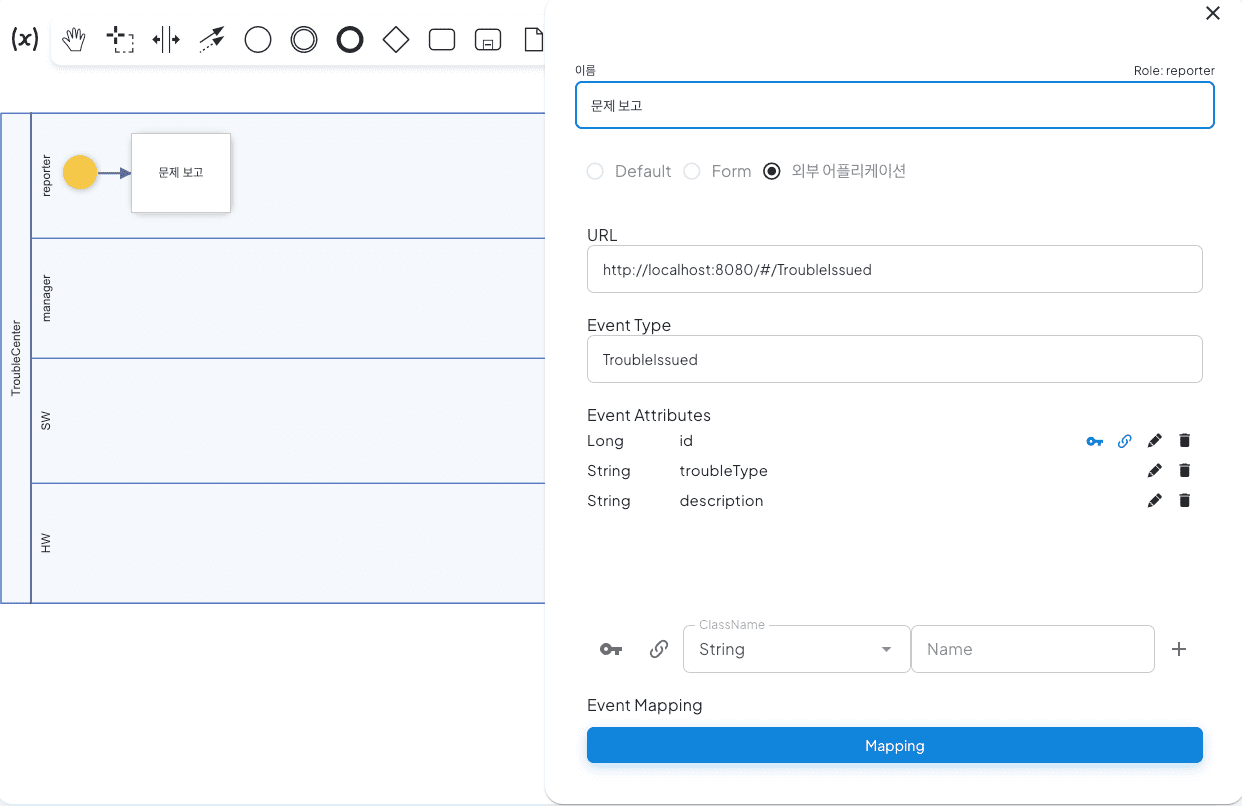 (x)
이름
Role: reporter
문제 보고
Default
Form
외부 어플리케이션
URL
http://localhost:8080/#/TroubleIssued
Event Type
TroubleIssued
Event Attributes
Long id
String troubleType
String description
ClassName
String
Name
Event Mapping
Mapping
TroubleCenter
reporter
문제 보고
manager
SW
HW